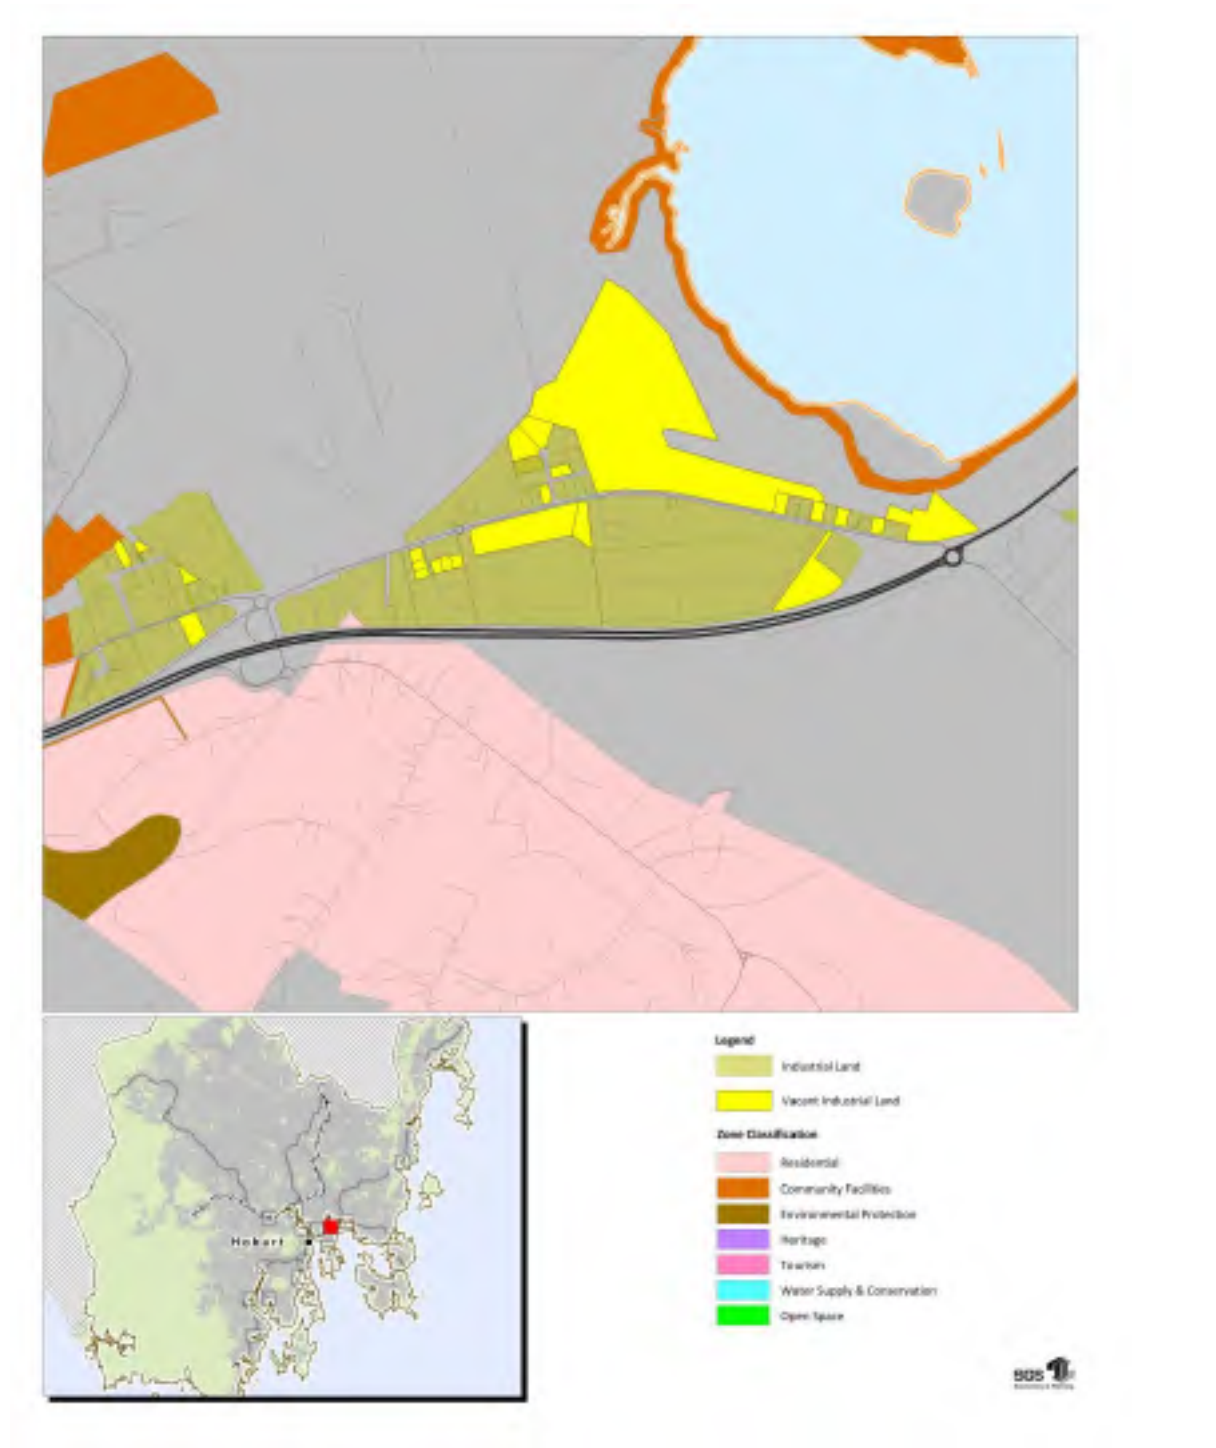 Hobart
Legend
Industrial Land
Vacant Industrial Land
Zone Classification
Residential
Community Facilities
Environmental Protection
Heritage
Tourism
Water Supply & Conservation
Open Space
SGS